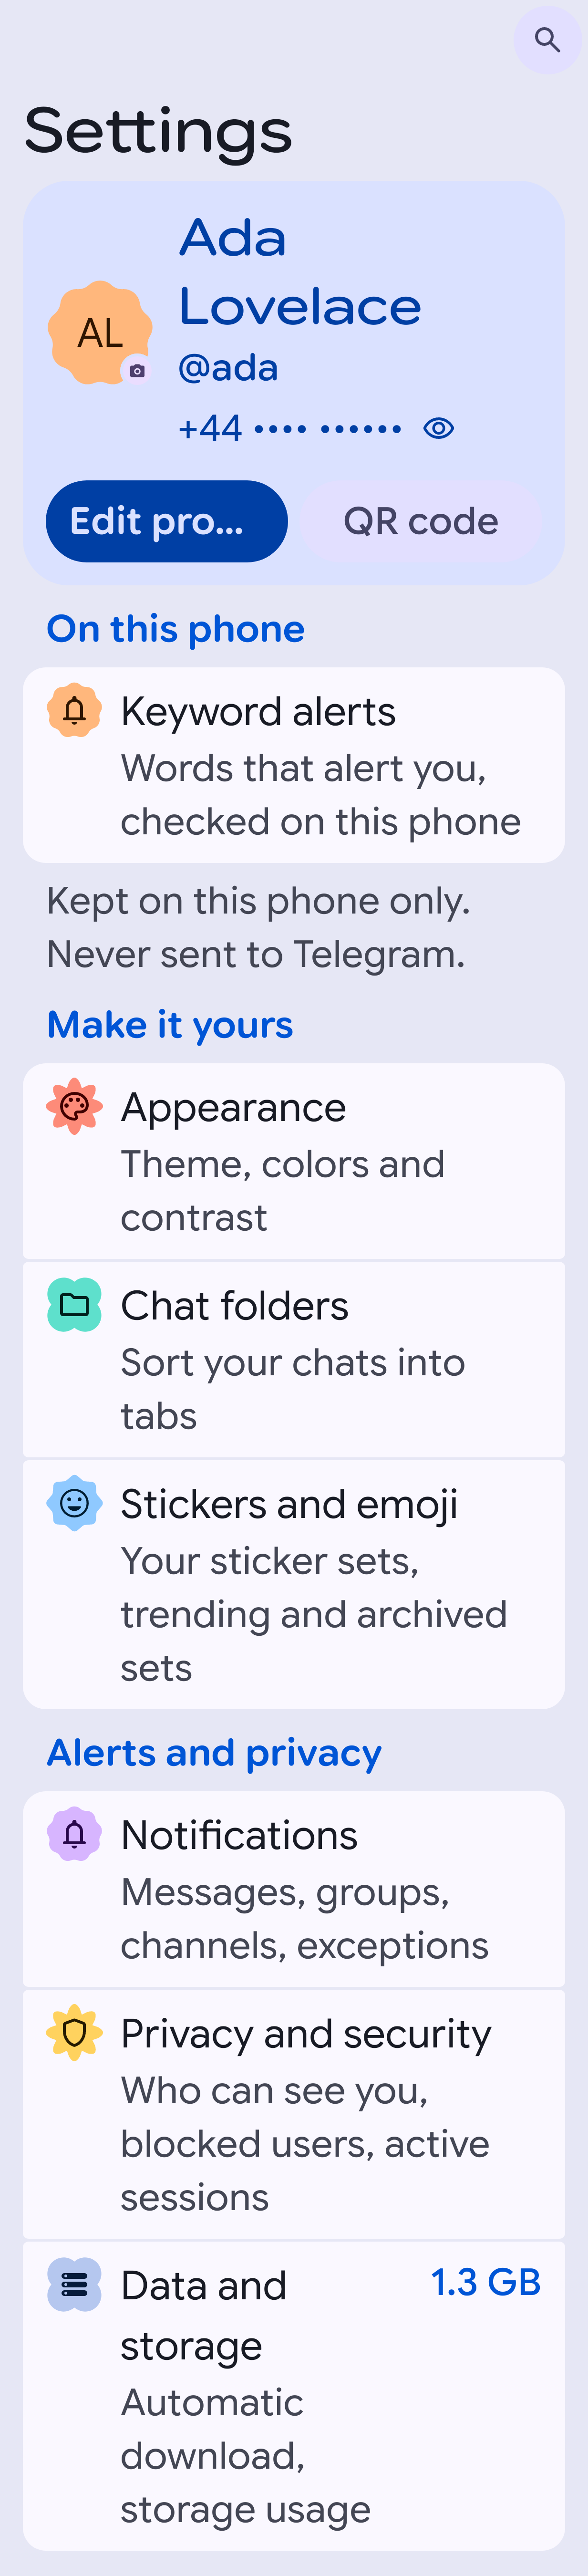 Settings
Ada
Lovelace
AL
@ada
+44 •••• ••••••
Edit pro...
QR code
On this phone
Keyword alerts
Words that alert you,
checked on this phone
Kept on this phone only.
Never sent to Telegram.
Make it yours
Appearance
Theme, colors and
contrast
Chat folders
Sort your chats into
tabs
Stickers and emoji
Your sticker sets,
trending and archived
sets
Alerts and privacy
Notifications
Messages, groups,
channels, exceptions
Privacy and security
Who can see you,
blocked users, active
sessions
Data and
storage
1.3 GB
Automatic
download,
storage usage